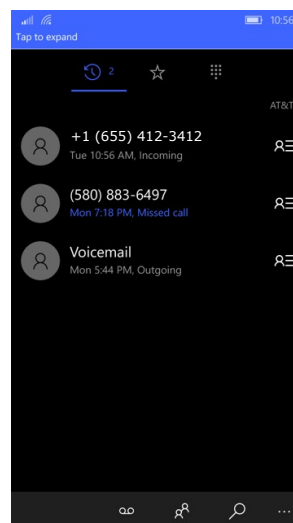 10:56
Tap to expand
2
AT&T
+1 (655) 412-3412
Tue 10:56 AM, Incoming
(580) 883-6497
Mon 7:18 PM, Missed call
Voicemail
Mon 5:44 PM, Outgoing